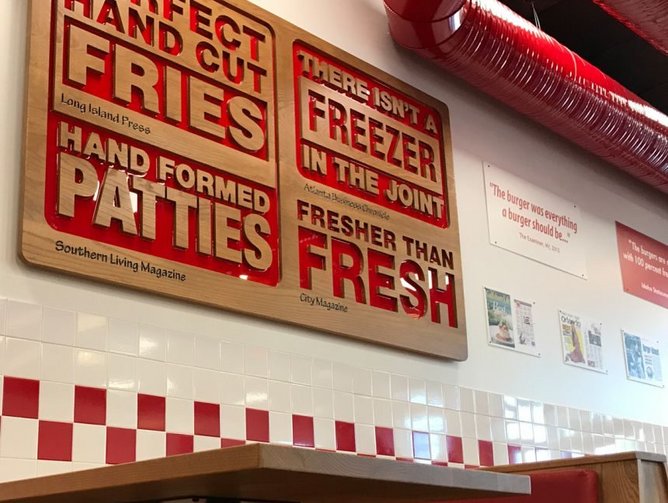 PERFECT
HAND CUT
FRIES
Long Island Press
HAND FORMED
PATTIES
Southern Living Magazine
THERE ISN'T A
FREEZER
IN THE JOINT
Atlanta Business Chronicle
FRESHER THAN
FRESH
City Magazine
"The burger was everything
a burger should be..."
"The burgers are
with 100 percent